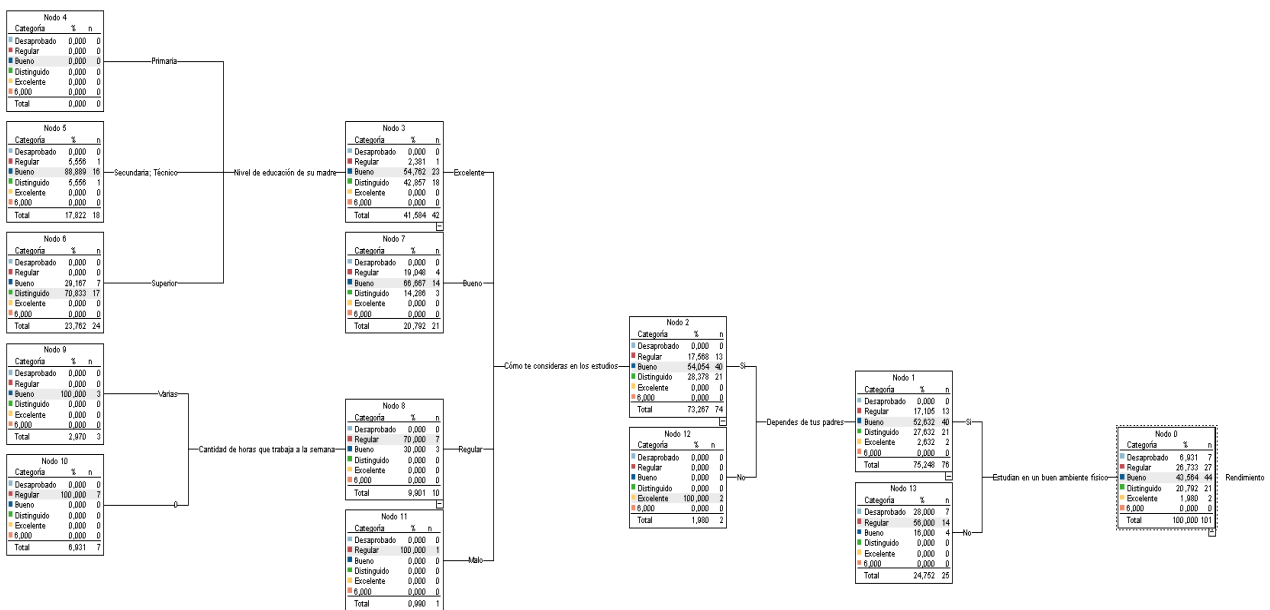 Nodo 4
Categoría % n
Desaprobado 0,000 0
Regular 0,000 0
Bueno 0,000 0
Distinguido 0,000 0
Excelente 0,000 0
6,000 0,000 0
Total 0,000 0
Primaria
Nodo 5
Categoría % n
Desaprobado 0,000 0
Regular 5,556 1
Bueno 88,889 16
Distinguido 5,556 1
Excelente 0,000 0
6,000 0,000 0
Total 17,822 18
Secundaria; Técnico
Nodo 6
Categoría % n
Desaprobado 0,000 0
Regular 0,000 0
Bueno 29,167 7
Distinguido 70,833 17
Excelente 0,000 0
6,000 0,000 0
Total 23,762 24
Superior
Nodo 9
Categoría % n
Desaprobado 0,000 0
Regular 0,000 0
Bueno 100,000 3
Distinguido 0,000 0
Excelente 0,000 0
6,000 0,000 0
Total 2,970 3
Varias
Nodo 10
Categoría % n
Desaprobado 0,000 0
Regular 100,000 7
Bueno 0,000 0
Distinguido 0,000 0
Excelente 0,000 0
6,000 0,000 0
Total 6,931 7
0
Nivel de educación de su madre
Cantidad de horas que trabaja a la semana
Nodo 3
Categoría % n
Desaprobado 0,000 0
Regular 2,381 1
Bueno 54,762 23
Distinguido 42,857 18
Excelente 0,000 0
6,000 0,000 0
Total 41,584 42
Excelente
Nodo 7
Categoría % n
Desaprobado 0,000 0
Regular 19,048 4
Bueno 66,667 14
Distinguido 14,286 3
Excelente 0,000 0
6,000 0,000 0
Total 20,792 21
Bueno
Nodo 8
Categoría % n
Desaprobado 0,000 0
Regular 70,000 7
Bueno 30,000 3
Distinguido 0,000 0
Excelente 0,000 0
6,000 0,000 0
Total 9,901 10
Regular
Nodo 11
Categoría % n
Desaprobado 0,000 0
Regular 100,000 1
Bueno 0,000 0
Distinguido 0,000 0
Excelente 0,000 0
6,000 0,000 0
Total 0,990 1
Malo
Cómo te consideras en los estudios
Nodo 2
Categoría % n
Desaprobado 0,000 0
Regular 17,568 13
Bueno 54,054 40
Distinguido 28,378 21
Excelente 0,000 0
6,000 0,000 0
Total 73,267 74
Si
Nodo 12
Categoría % n
Desaprobado 0,000 0
Regular 0,000 0
Bueno 0,000 0
Distinguido 0,000 0
Excelente 100,000 2
6,000 0,000 0
Total 1,980 2
No
Dependes de tus padres
Nodo 1
Categoría % n
Desaprobado 0,000 0
Regular 17,105 13
Bueno 52,632 40
Distinguido 27,632 21
Excelente 2,632 2
6,000 0,000 0
Total 75,248 76
Si
Nodo 13
Categoría % n
Desaprobado 28,000 7
Regular 56,000 14
Bueno 16,000 4
Distinguido 0,000 0
Excelente 0,000 0
6,000 0,000 0
Total 24,752 25
No
Estudian en un buen ambiente físico
Nodo 0
Categoría % n
Desaprobado 6,931 7
Regular 26,733 27
Bueno 43,564 44
Distinguido 20,792 21
Excelente 1,980 2
6,000 0,000 0
Total 100,000 101
Rendimiento